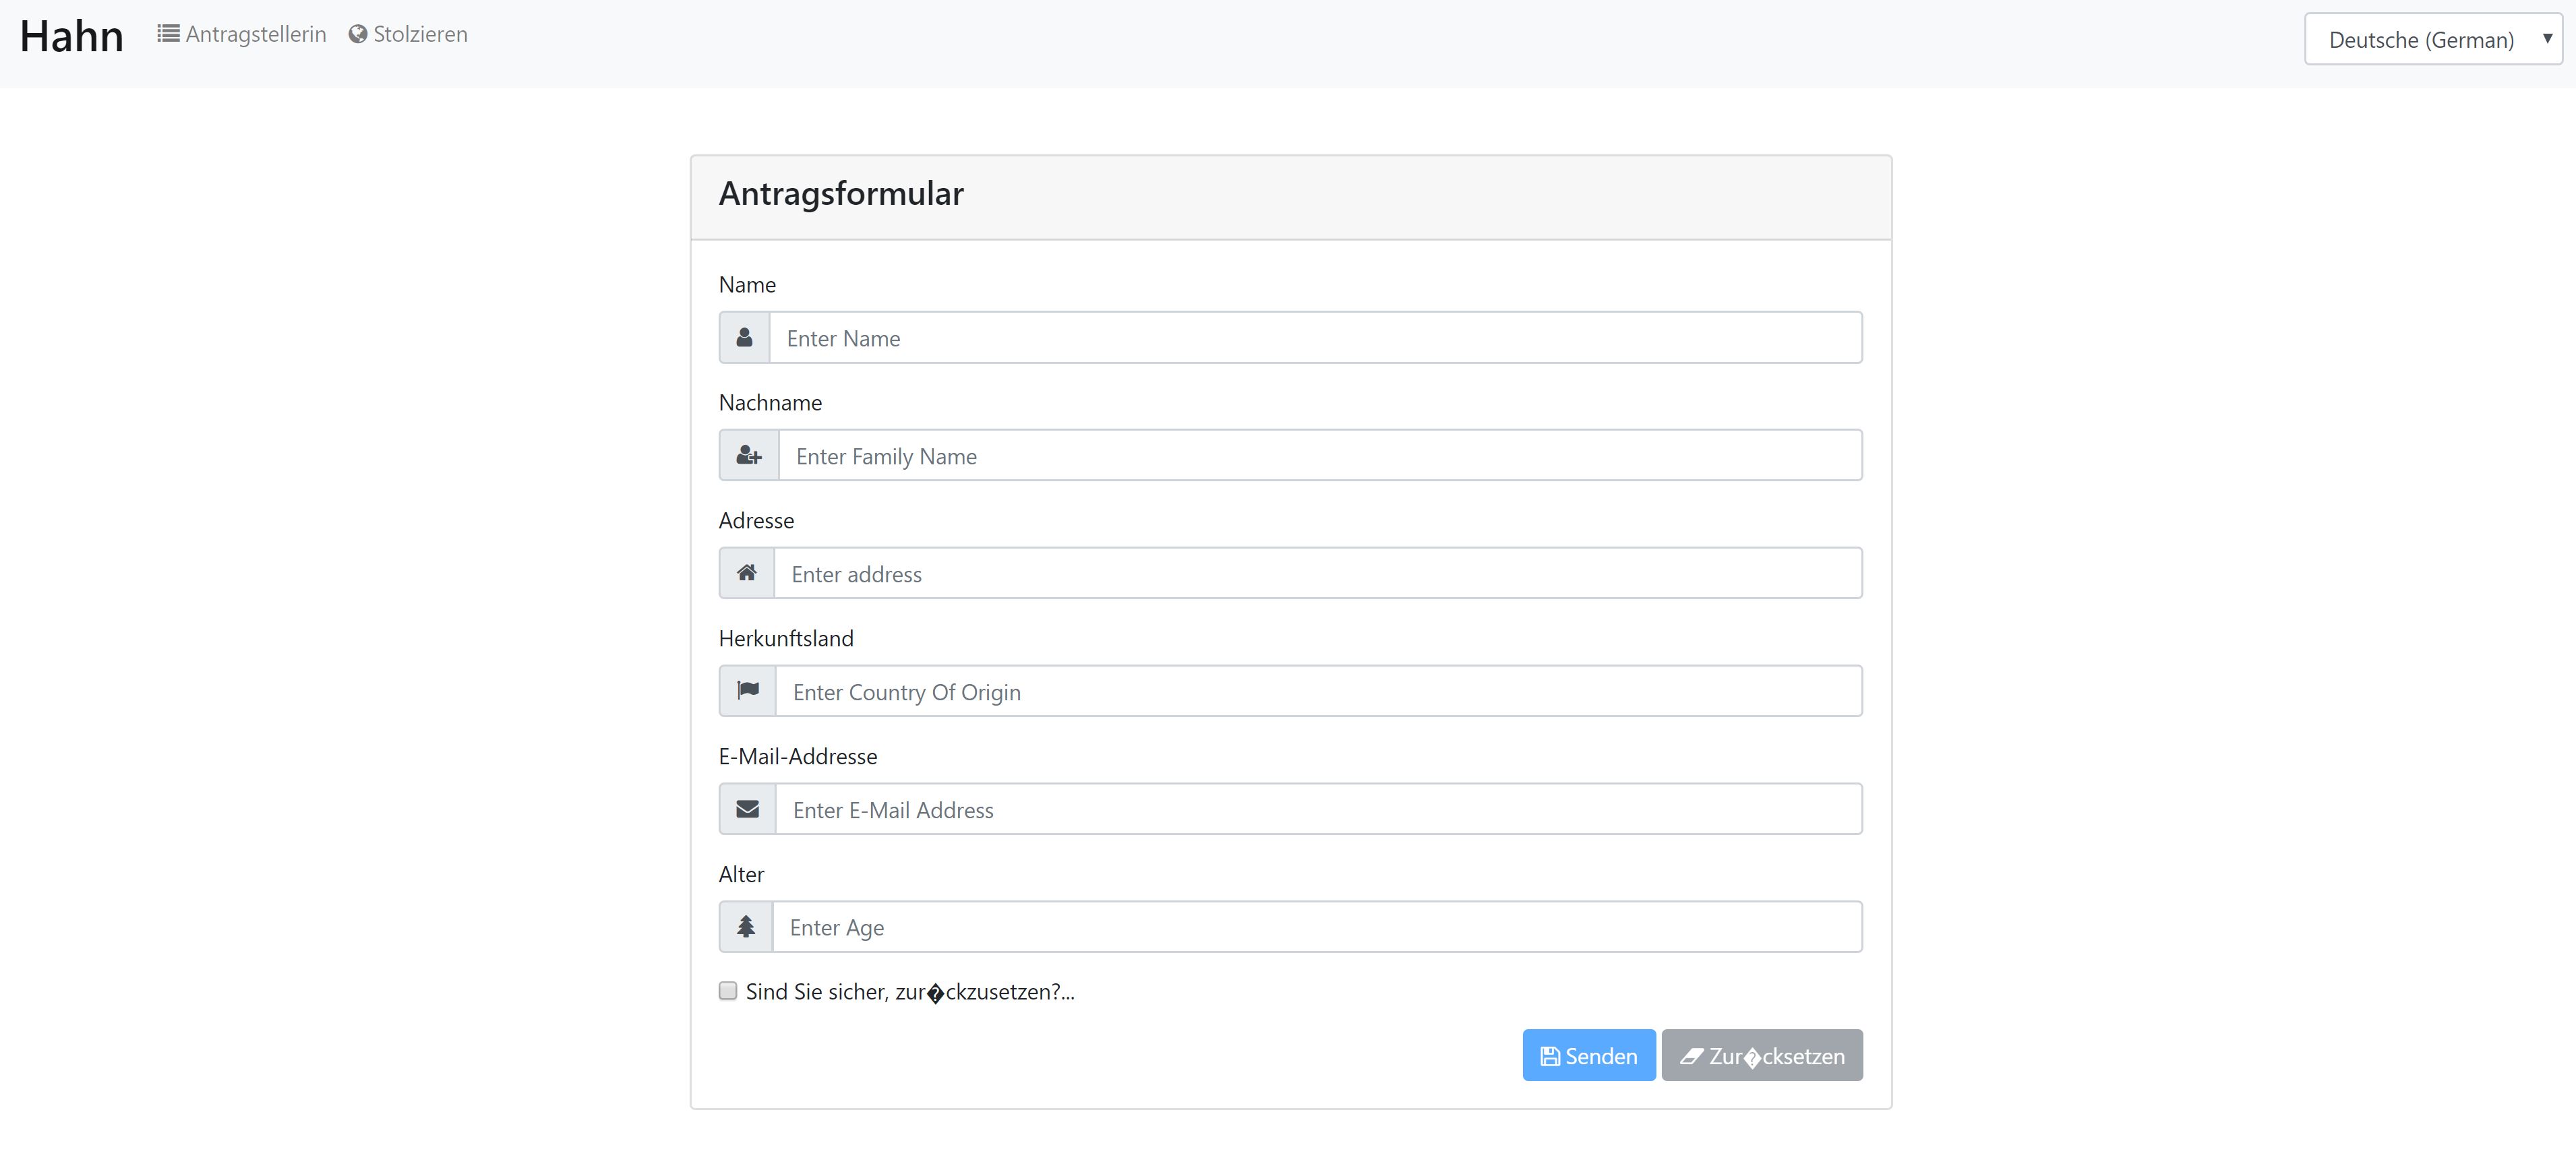 Hahn Antragstellerin Stolzieren Deutsche (German)
Antragsformular
Name
Enter Name
Nachname
Enter Family Name
Adresse
Enter address
Herkunftsland
Enter Country Of Origin
E-Mail-Addresse
Enter E-Mail Address
Alter
Enter Age
Sind Sie sicher, zur�ckzusetzen?...
Senden Zur�cksetzen